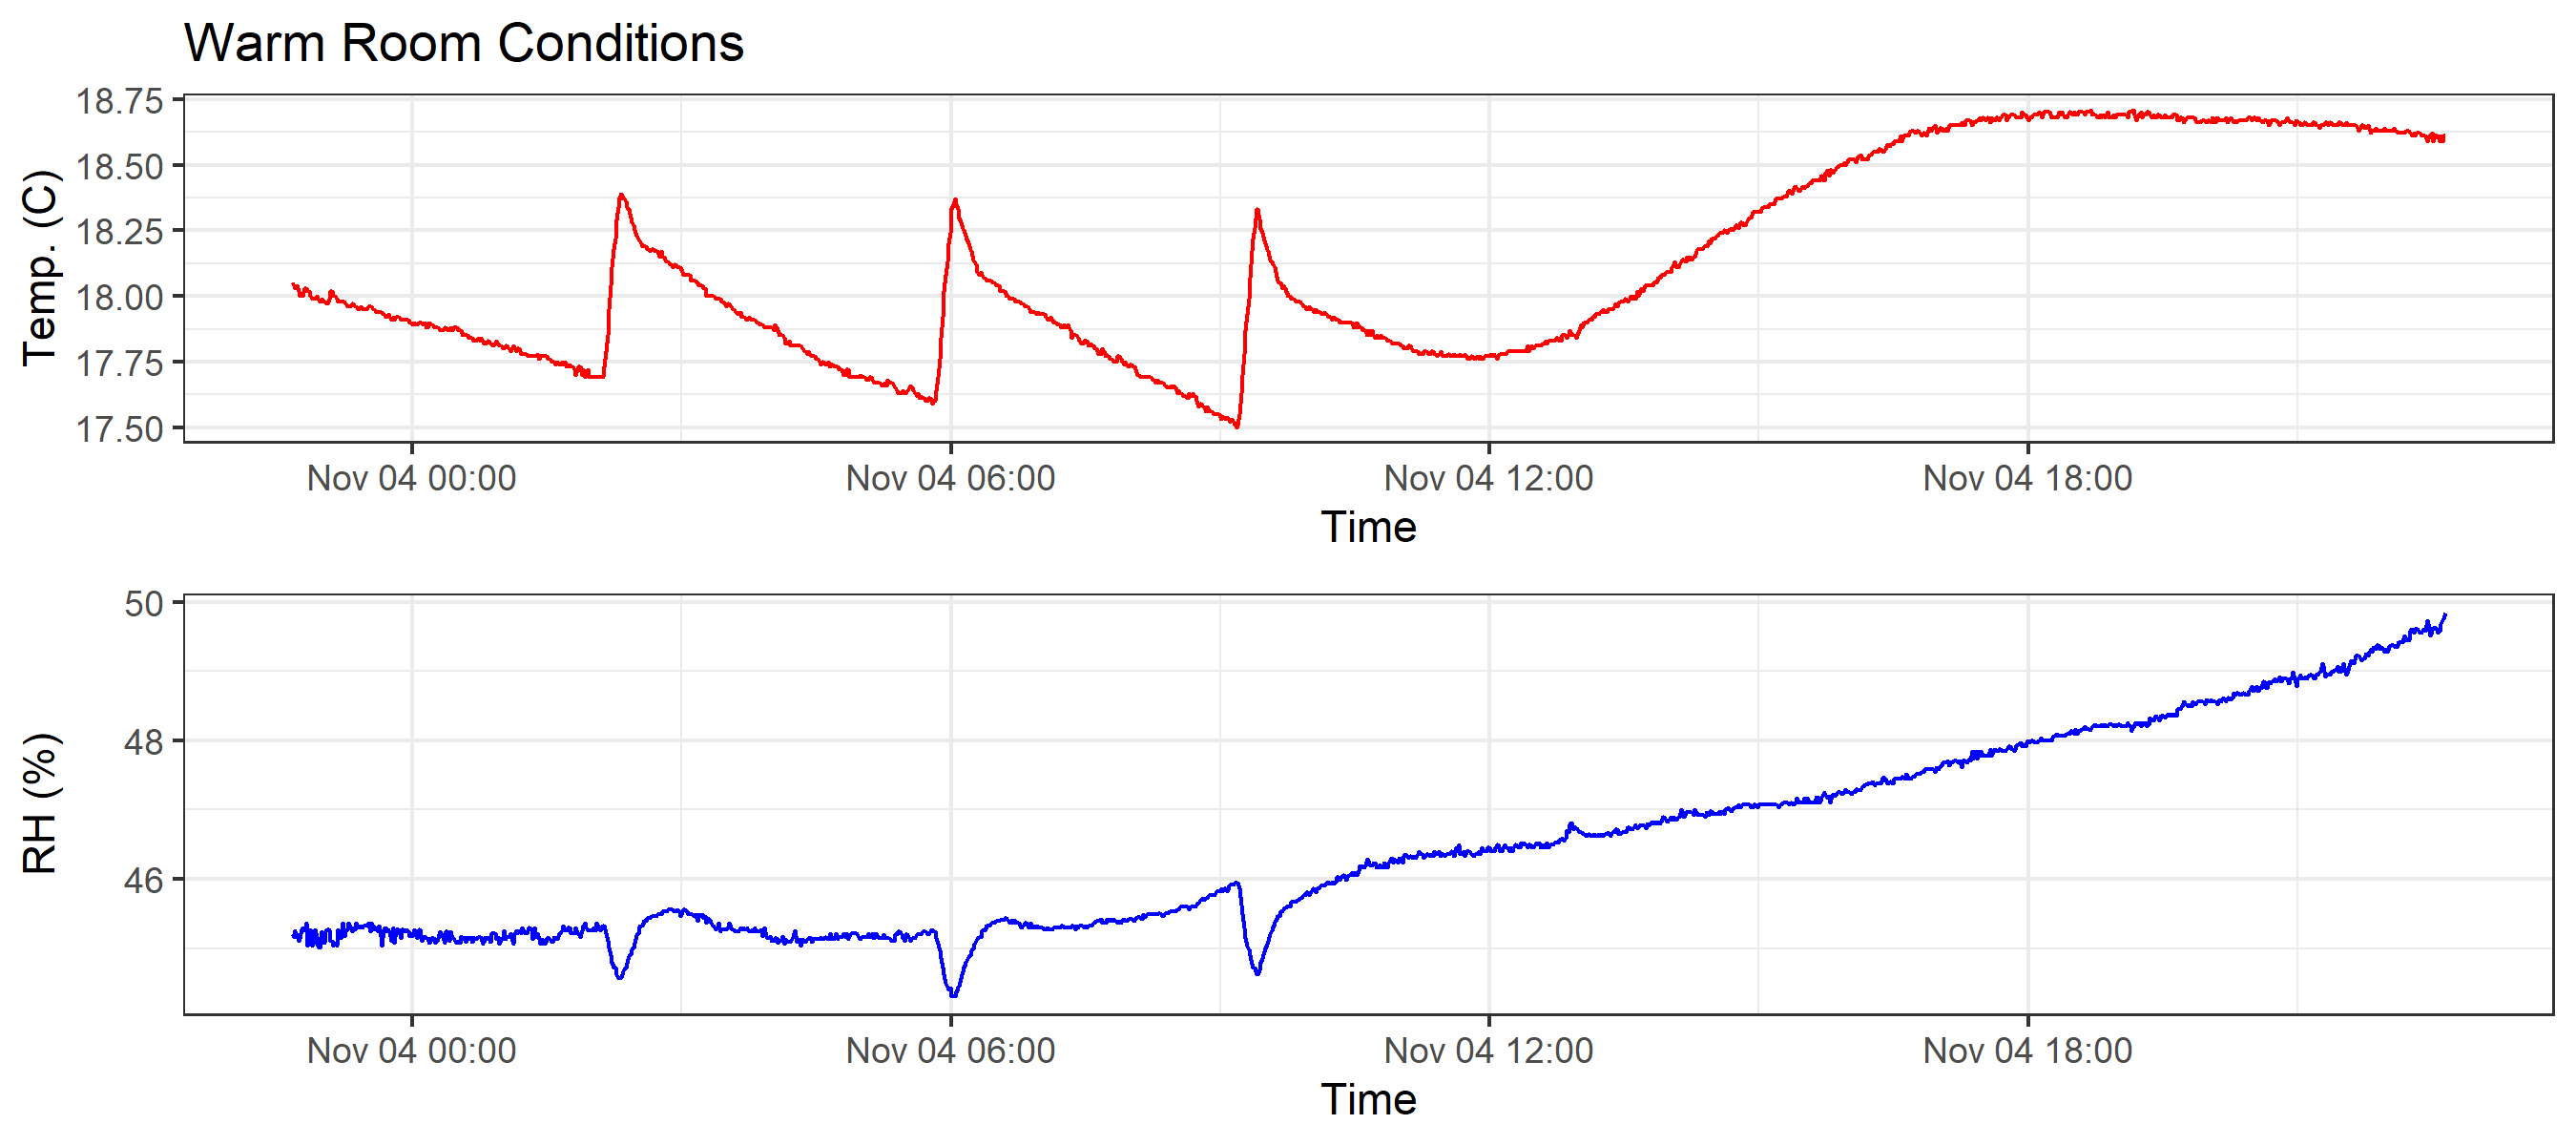 Warm Room Conditions
Temp. (C)
18.75
18.50
18.25
18.00
17.75
17.50
Nov 04 00:00 Nov 04 06:00 Nov 04 12:00 Nov 04 18:00
Time
RH (%)
50
48
46
Nov 04 00:00 Nov 04 06:00 Nov 04 12:00 Nov 04 18:00
Time